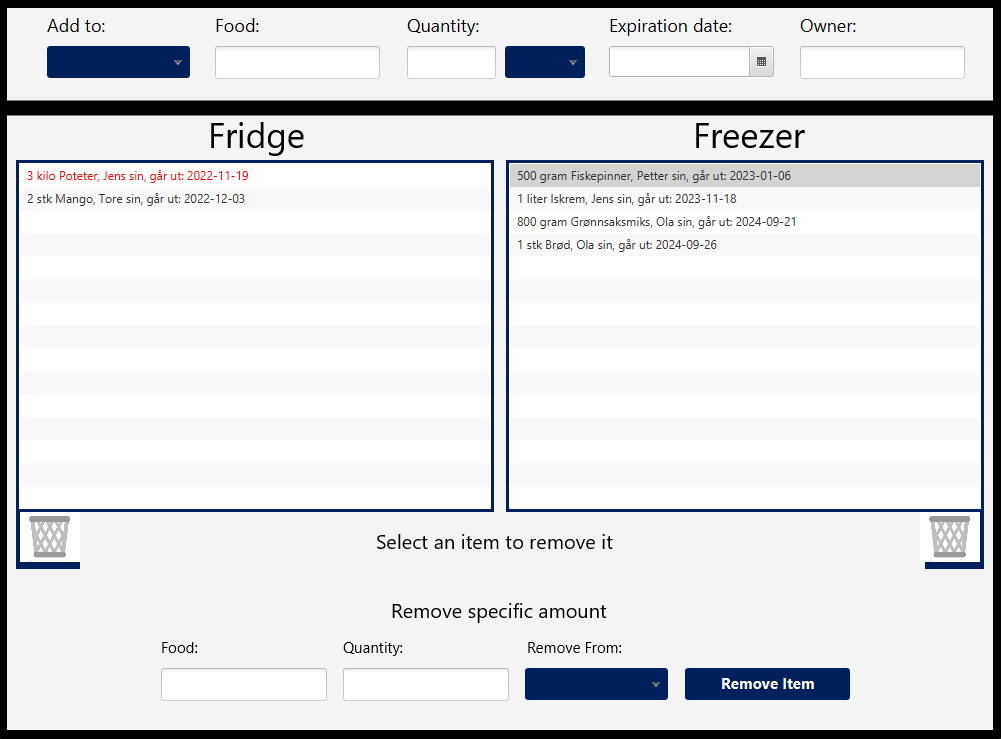 Add to:
Food:
Quantity:
Expiration date:
Owner:
Fridge
3 kilo Poteter, Jens sin, går ut: 2022-11-19
2 stk Mango, Tore sin, går ut: 2022-12-03
Freezer
500 gram Fiskepinner, Petter sin, går ut: 2023-01-06
1 liter Iskrem, Jens sin, går ut: 2023-11-18
800 gram Grønnsaksmiks, Ola sin, går ut: 2024-09-21
1 stk Brød, Ola sin, går ut: 2024-09-26
Select an item to remove it
Remove specific amount
Food:
Quantity:
Remove From:
Remove Item